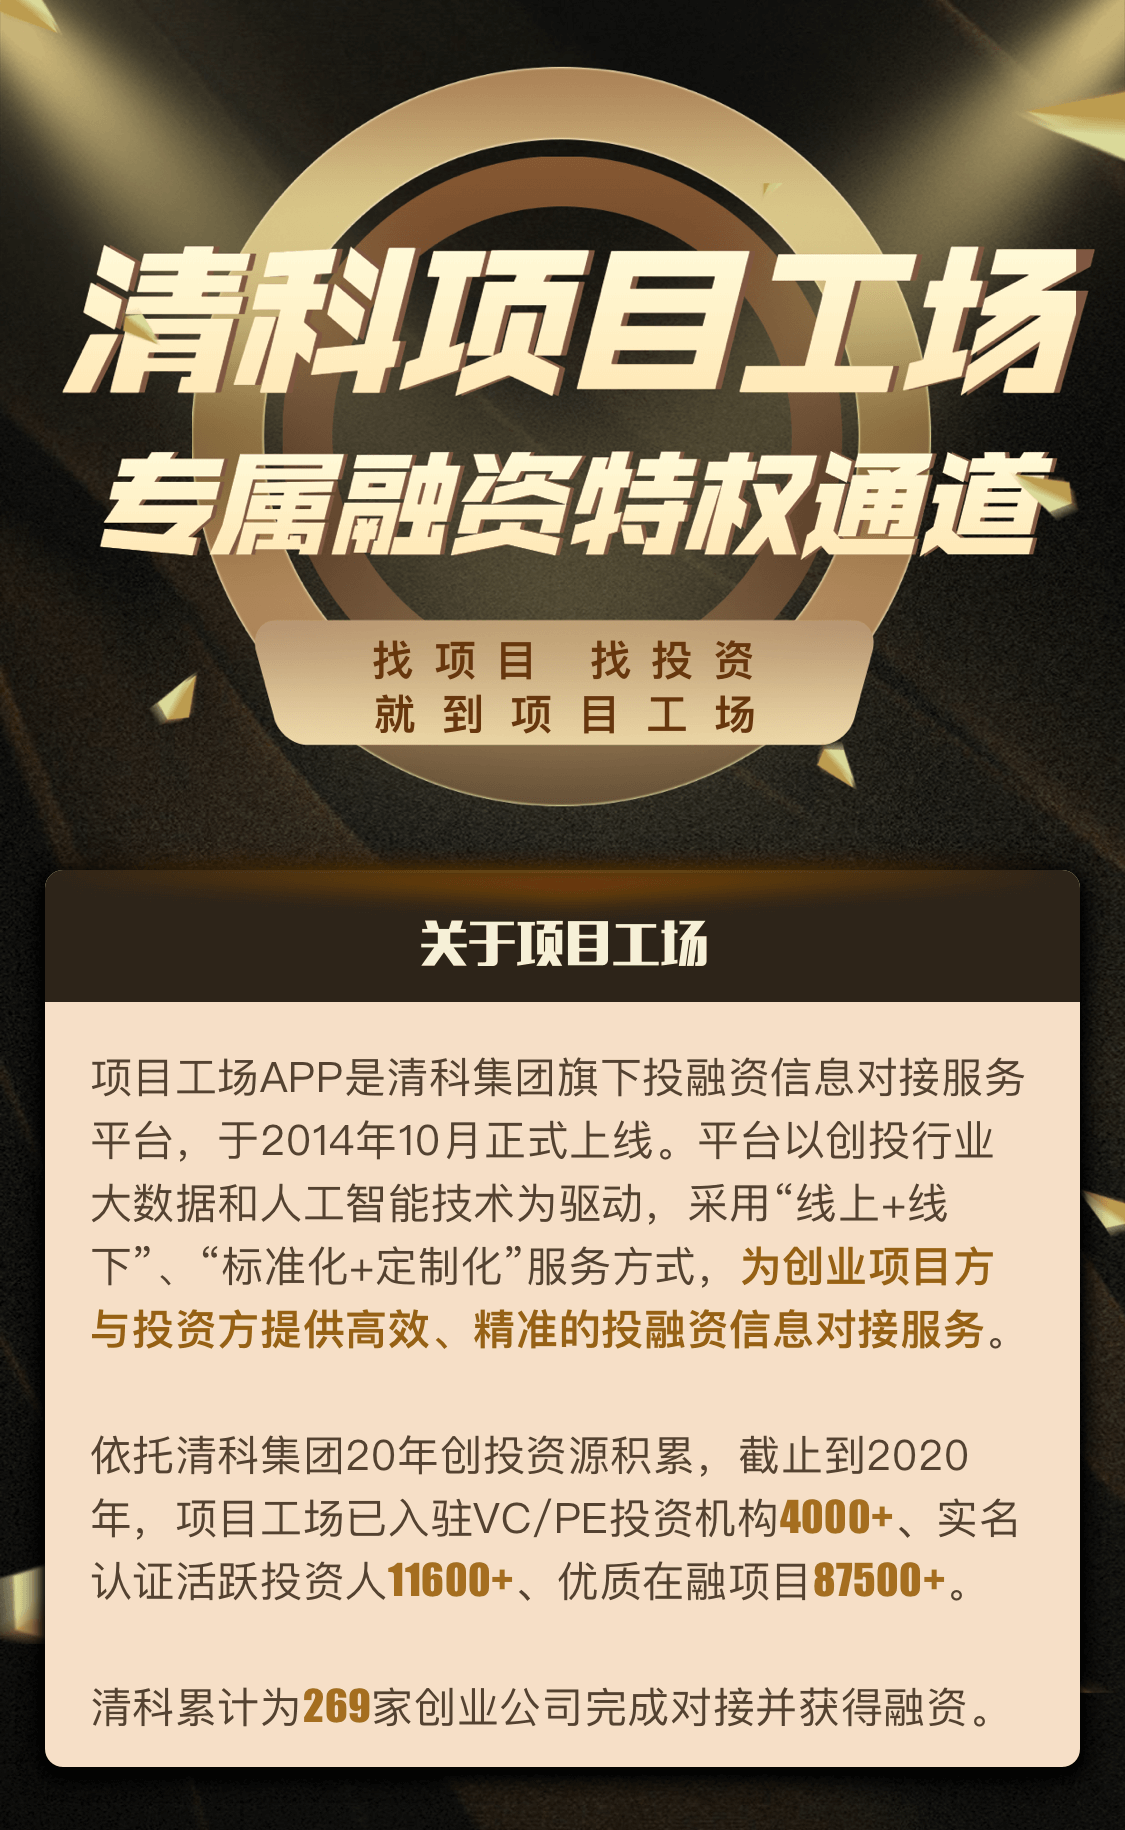 清科项目工场
专属融资特权通道
找项目 找投资
就到项目工场
关于项目工场
项目工场APP是清科集团旗下投融资信息对接服务
平台，于2014年10月正式上线。平台以创投行业
大数据和人工智能技术为驱动，采用“线上+线
下”、“标准化+定制化”服务方式，为创业项目方
与投资方提供高效、精准的投融资信息对接服务。
依托清科集团20年创投资源积累，截止到2020
年，项目工场已入驻VC/PE投资机构4000+、实名
认证活跃投资人11600+、优质在融项目87500+。
清科累计为269家创业公司完成对接并获得融资。